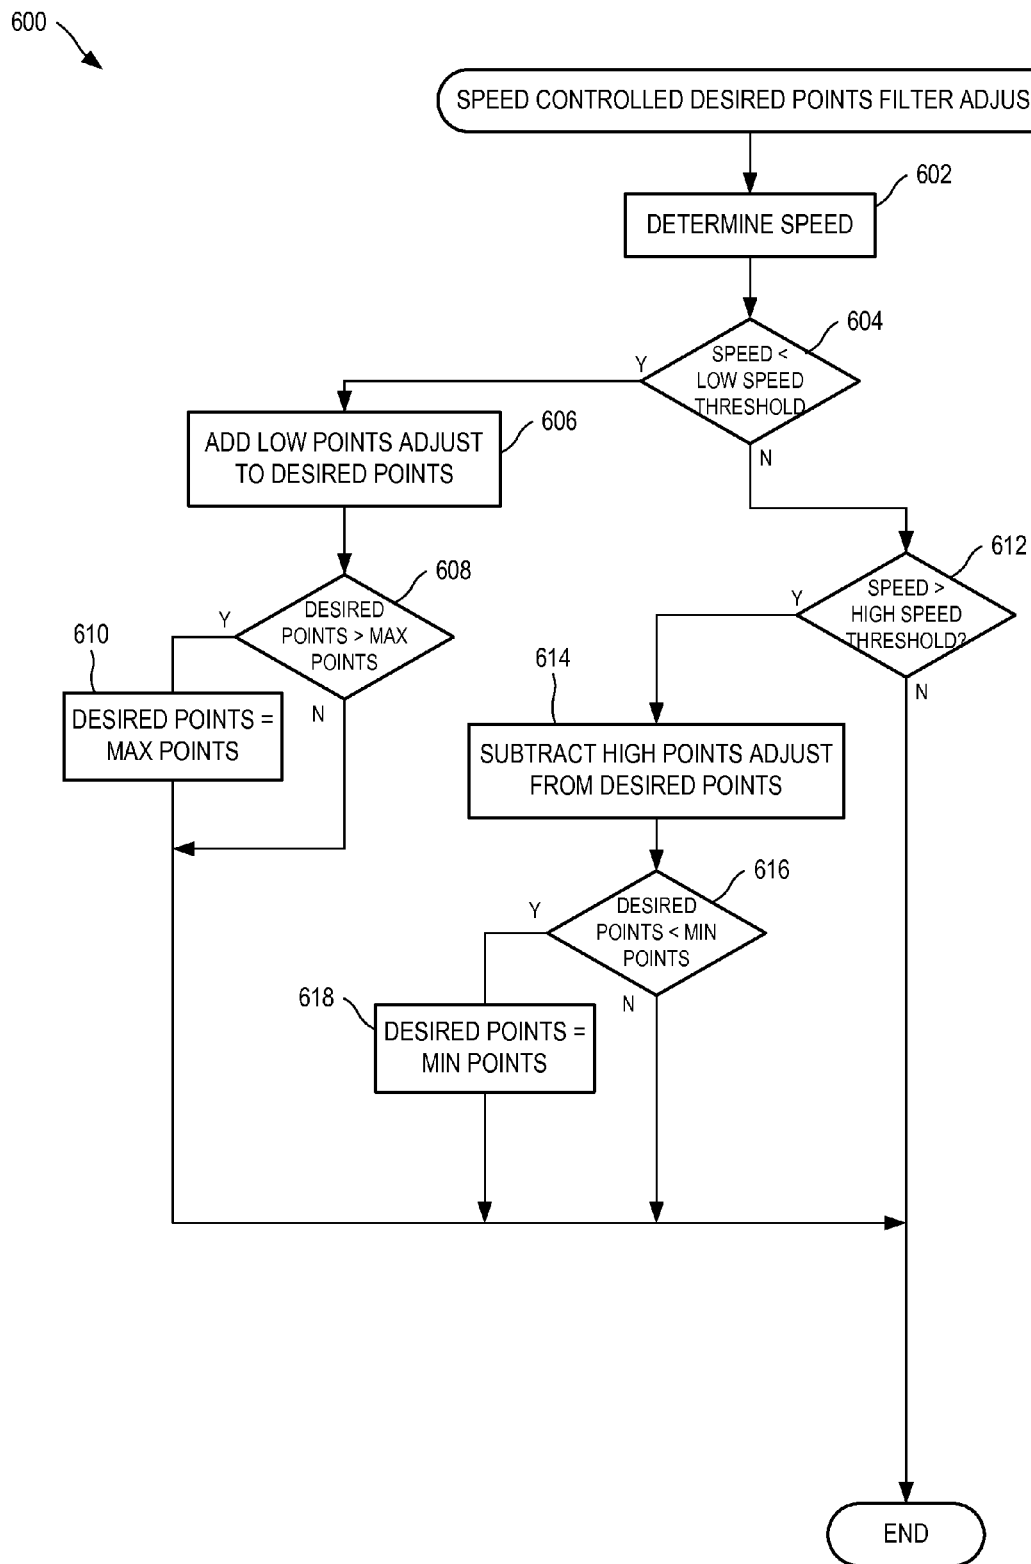 600
SPEED CONTROLLED DESIRED POINTS FILTER ADJUS
602
DETERMINE SPEED
604
SPEED <
LOW SPEED
THRESHOLD
Y
N
606
ADD LOW POINTS ADJUST
TO DESIRED POINTS
608
DESIRED
POINTS > MAX
POINTS
Y
N
610
DESIRED POINTS =
MAX POINTS
612
SPEED >
HIGH SPEED
THRESHOLD?
Y
N
614
SUBTRACT HIGH POINTS ADJUST
FROM DESIRED POINTS
616
DESIRED
POINTS < MIN
POINTS
Y
N
618
DESIRED POINTS =
MIN POINTS
END